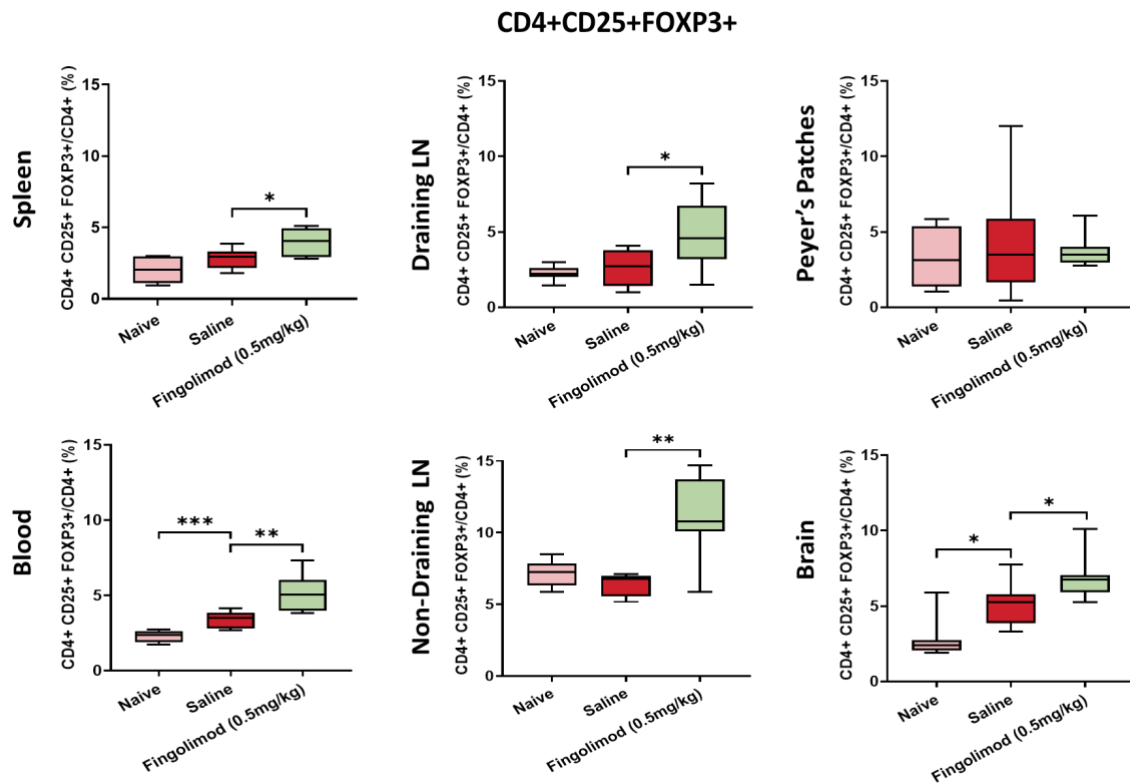 CD4+CD25+FOXP3+
Spleen
CD4+ CD25+ FOXP3+/CD4+ (%)
15
10
5
0
*
Naive
Saline
Fingolimod (0.5mg/kg)
Draining LN
CD4+ CD25+ FOXP3+/CD4+ (%)
15
10
5
0
*
Naive
Saline
Fingolimod (0.5mg/kg)
Peyer's Patches
CD4+ CD25+ FOXP3+/CD4+ (%)
15
10
5
0
Naive
Saline
Fingolimod (0.5mg/kg)
Blood
CD4+ CD25+ FOXP3+/CD4+ (%)
15
10
5
0
***
**
Naive
Saline
Fingolimod (0.5mg/kg)
Non-Draining LN
CD4+ CD25+ FOXP3+/CD4+ (%)
15
10
5
0
**
Naive
Saline
Fingolimod (0.5mg/kg)
Brain
CD4+ CD25+ FOXP3+/CD4+ (%)
15
10
5
0
*
*
Naive
Saline
Fingolimod (0.5mg/kg)